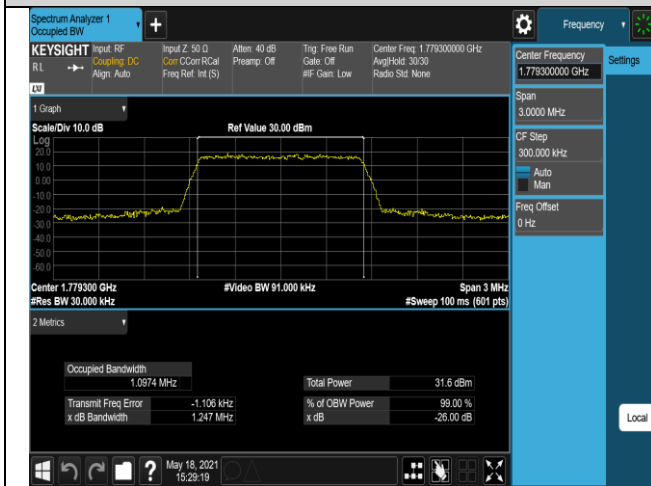 Spectrum Analyzer 1
Occupied BW
+
Frequency
KEYSIGHT
RL
LXI
Input: RF
Coupling: DC
Align: Auto
Input Z: 50 Ω
Corr CCorr RCal
Freq Ref: Int (S)
Atten: 40 dB
Preamp: Off
Trig: Free Run
Gate: Off
#IF Gain: Low
Center Freq: 1.779300000 GHz
Avg|Hold: 30/30
Radio Std: None
Center Frequency
1.779300000 GHz
Settings
Span
3.0000 MHz
CF Step
300.000 kHz
Auto
Man
Freq Offset
0 Hz
Local
1 Graph
Scale/Div 10.0 dB
Ref Value 30.00 dBm
Log
20.0
10.0
0.00
-10.0
-20.0
-30.0
-40.0
-50.0
-60.0
Center 1.779300 GHz
#Video BW 91.000 kHz
Span 3 MHz
#Res BW 30.000 kHz
#Sweep 100 ms (601 pts)
2 Metrics
Occupied Bandwidth
1.0974 MHz
Total Power 31.6 dBm
Transmit Freq Error -1.106 kHz
% of OBW Power 99.00 %
x dB Bandwidth 1.247 MHz
x dB -26.00 dB
?
May 18, 2021
15:29:19